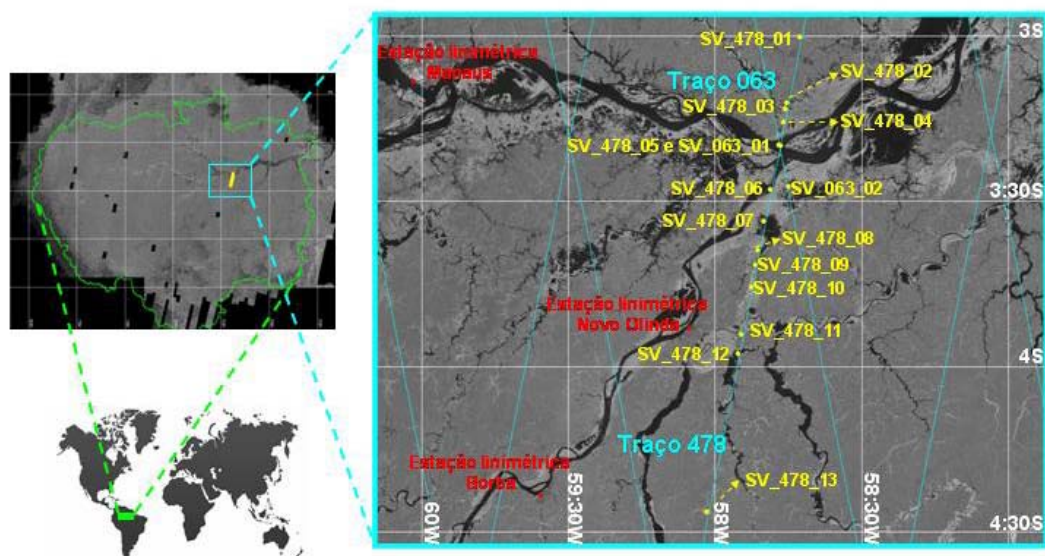 3S
SV_478_01
Estação linimétrica
Manaus
Traço 063
SV_478_02
SV_478_03
SV_478_04
SV_478_05 e SV_063_01
SV_478_06
SV_063_02
3:30S
SV_478_07
SV_478_08
SV_478_09
SV_478_10
Estação linimétrica
Novo Olinda
SV_478_11
SV_478_12
4S
Traço 478
Estação linimétrica
Borba
SV_478_13
60W
59:30W
58W
58:30W
4:30S